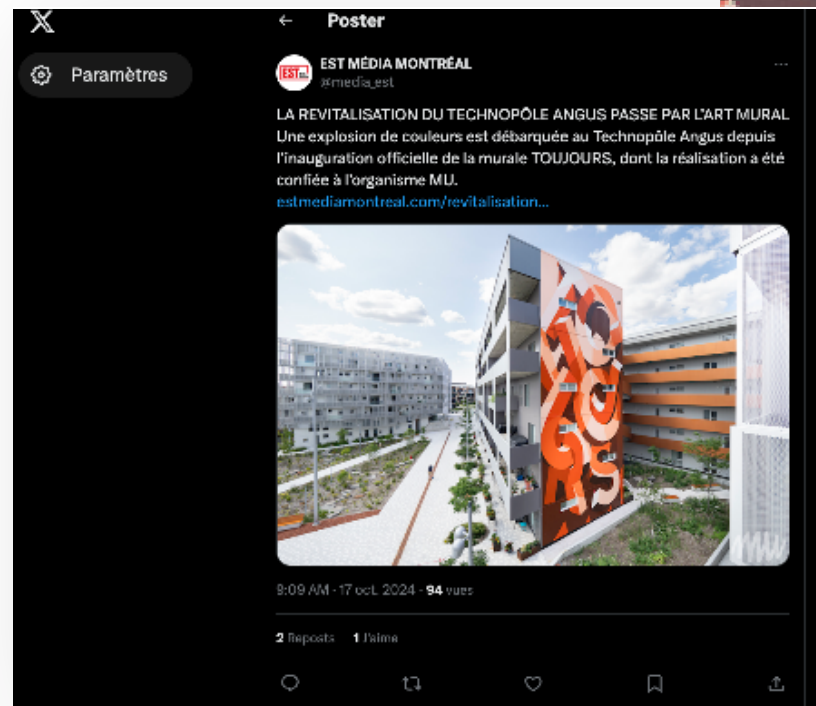 Poster
Paramètres
EST.
EST MÉDIA MONTRÉAL
@media_est
LA REVITALISATION DU TECHNOPÔLE ANGUS PASSE PAR L'ART MURAL
Une explosion de couleurs est débarquée au Technopôle Angus depuis
l'inauguration officielle de la murale TOUJOURS, dont la réalisation a été
confiée à l'organisme MU.
estmediamontreal.com/revitalisation...
9:09 AM · 17 oct. 2024 · 94 vues
2 Reposts 1 J'aime